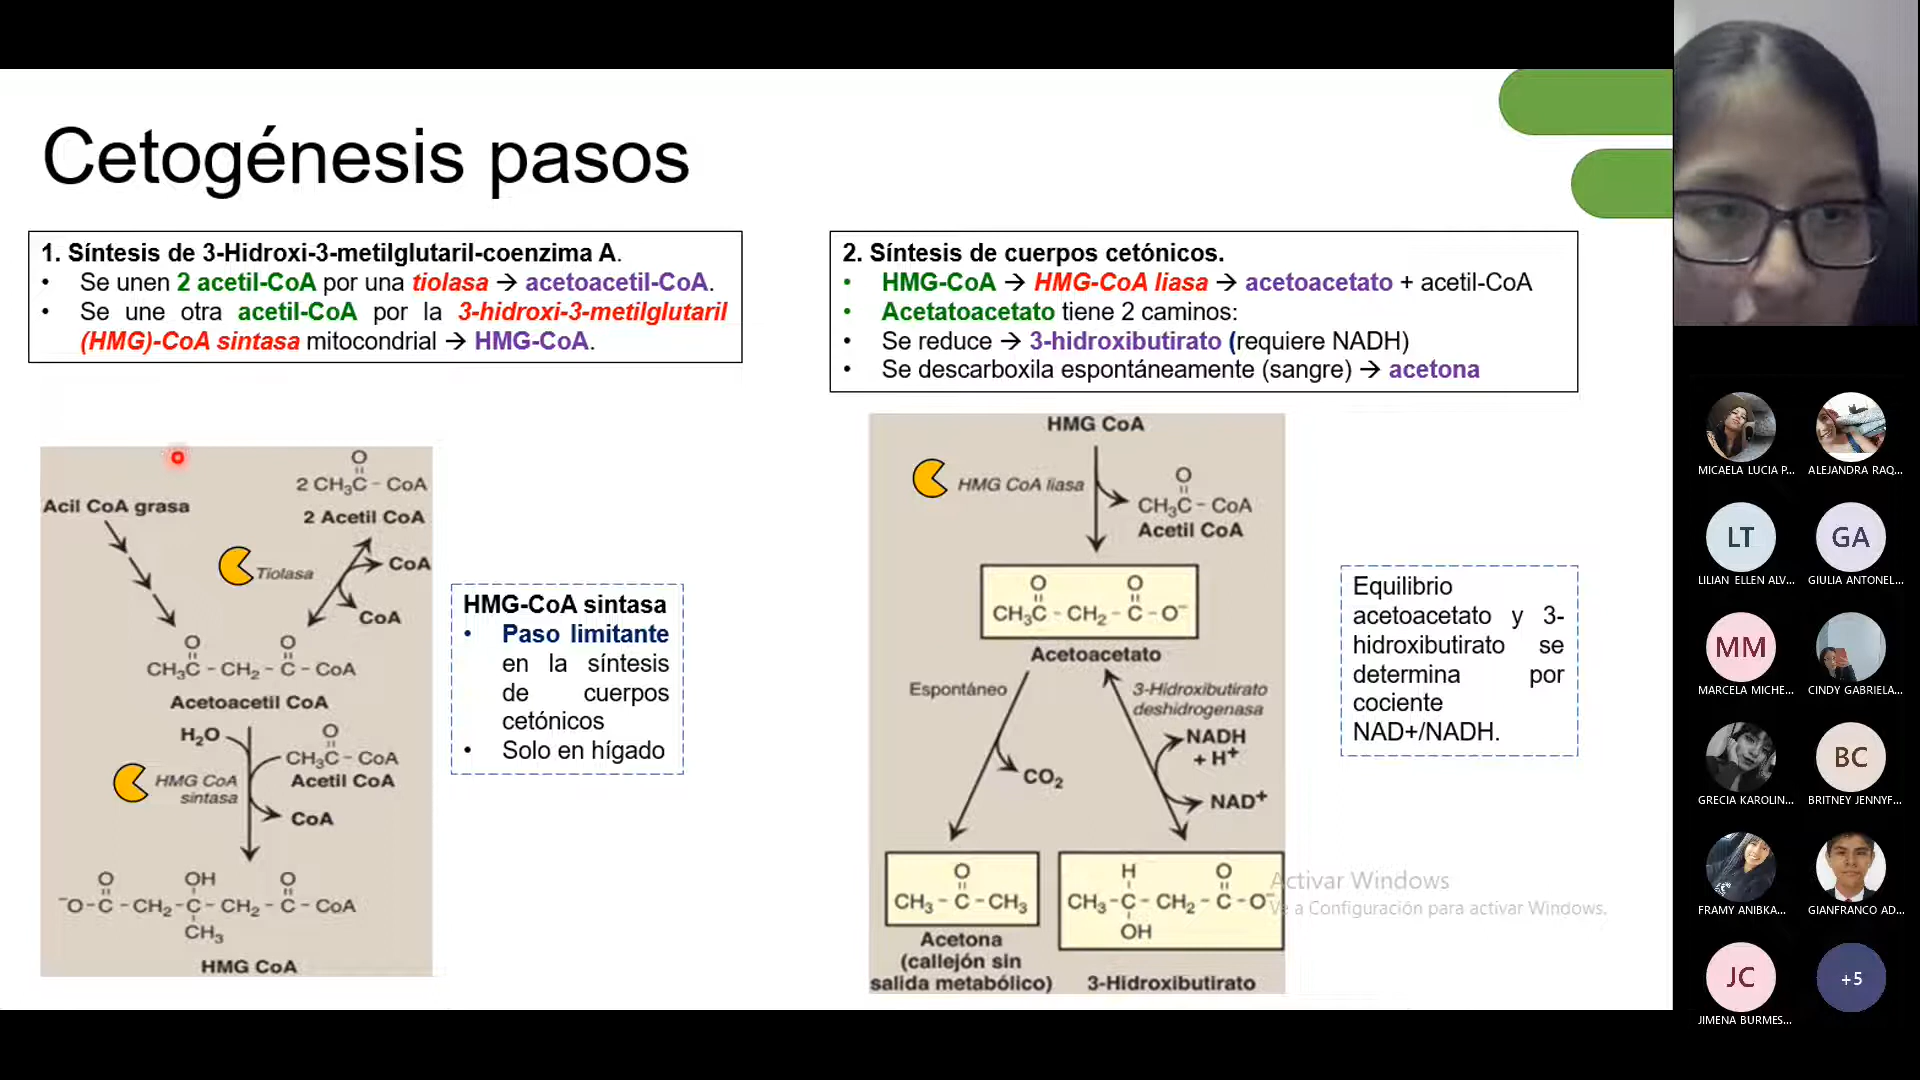 Cetogénesis pasos
1. Síntesis de 3-Hidroxi-3-metilglutaril-coenzima A.
• Se unen 2 acetil-CoA por una tiolasa → acetoacetil-CoA.
• Se une otra acetil-CoA por la 3-hidroxi-3-metilglutaril
(HMG)-CoA sintasa mitocondrial → HMG-CoA.
2. Síntesis de cuerpos cetónicos.
• HMG-CoA → HMG-CoA liasa → acetoacetato + acetil-CoA
• Acetatoacetato tiene 2 caminos:
• Se reduce → 3-hidroxibutirato (requiere NADH)
• Se descarboxila espontáneamente (sangre) → acetona
O
2 CH₃C - CoA
Acil CoA grasa
2 Acetil CoA
Tiolasa
CoA
CoA
O O
CH₃C - CH₂ - C - CoA
Acetoacetil CoA
H₂O
O
CH₃C - CoA
Acetil CoA
HMG CoA
sintasa
CoA
O OH O
⁻O-C-CH₂-C-CH₂-C-CoA
CH₃
HMG CoA
HMG-CoA sintasa
• Paso limitante
en la síntesis
de cuerpos
cetónicos
• Solo en hígado
HMG CoA
HMG CoA liasa
O
CH₃C - CoA
Acetil CoA
O O
CH₃C - CH₂ - C - O⁻
Acetoacetato
Espontáneo
3-Hidroxibutirato
deshidrogenasa
NADH
+ H⁺
CO₂
NAD⁺
O
CH₃ - C - CH₃
Acetona
(callejón sin
salida metabólico)
H O
CH₃-C-CH₂-C-O⁻
OH
3-Hidroxibutirato
Equilibrio
acetoacetato y 3-
hidroxibutirato se
determina por
cociente
NAD+/NADH.
Activar Windows
Ve a Configuración para activar Windows.
MICAELA LUCIA P...
ALEJANDRA RAQ...
LT
GA
LILIAN ELLEN ALV...
GIULIA ANTONEL...
MM
MARCELA MICHE...
CINDY GABRIELA...
BC
GRECIA KAROLIN...
BRITNEY JENNYF...
FRAMY ANIBKA...
GIANFRANCO AD...
JC
+5
JIMENA BURMES...